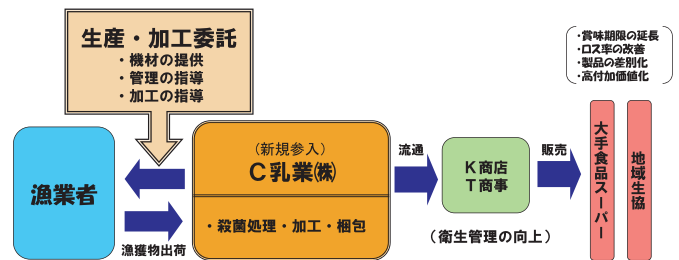 生産・加工委託
・機材の提供
・管理の指導
・加工の指導
・賞味期限の延長
・ロス率の改善
・製品の差別化
・高付加価値化
漁業者
漁獲物出荷
(新規参入)
C乳業㈱
・殺菌処理・加工・梱包
流通
K商店
T商事
(衛生管理の向上)
販売
大手食品スーパー
地域生協